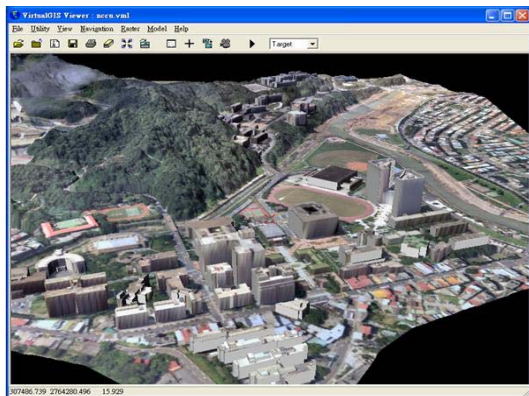 VirtualGIS Viewer : nccu.vml
File Utility View Navigation Raster Model Help
Target
307486.739 2764280.496 15.929